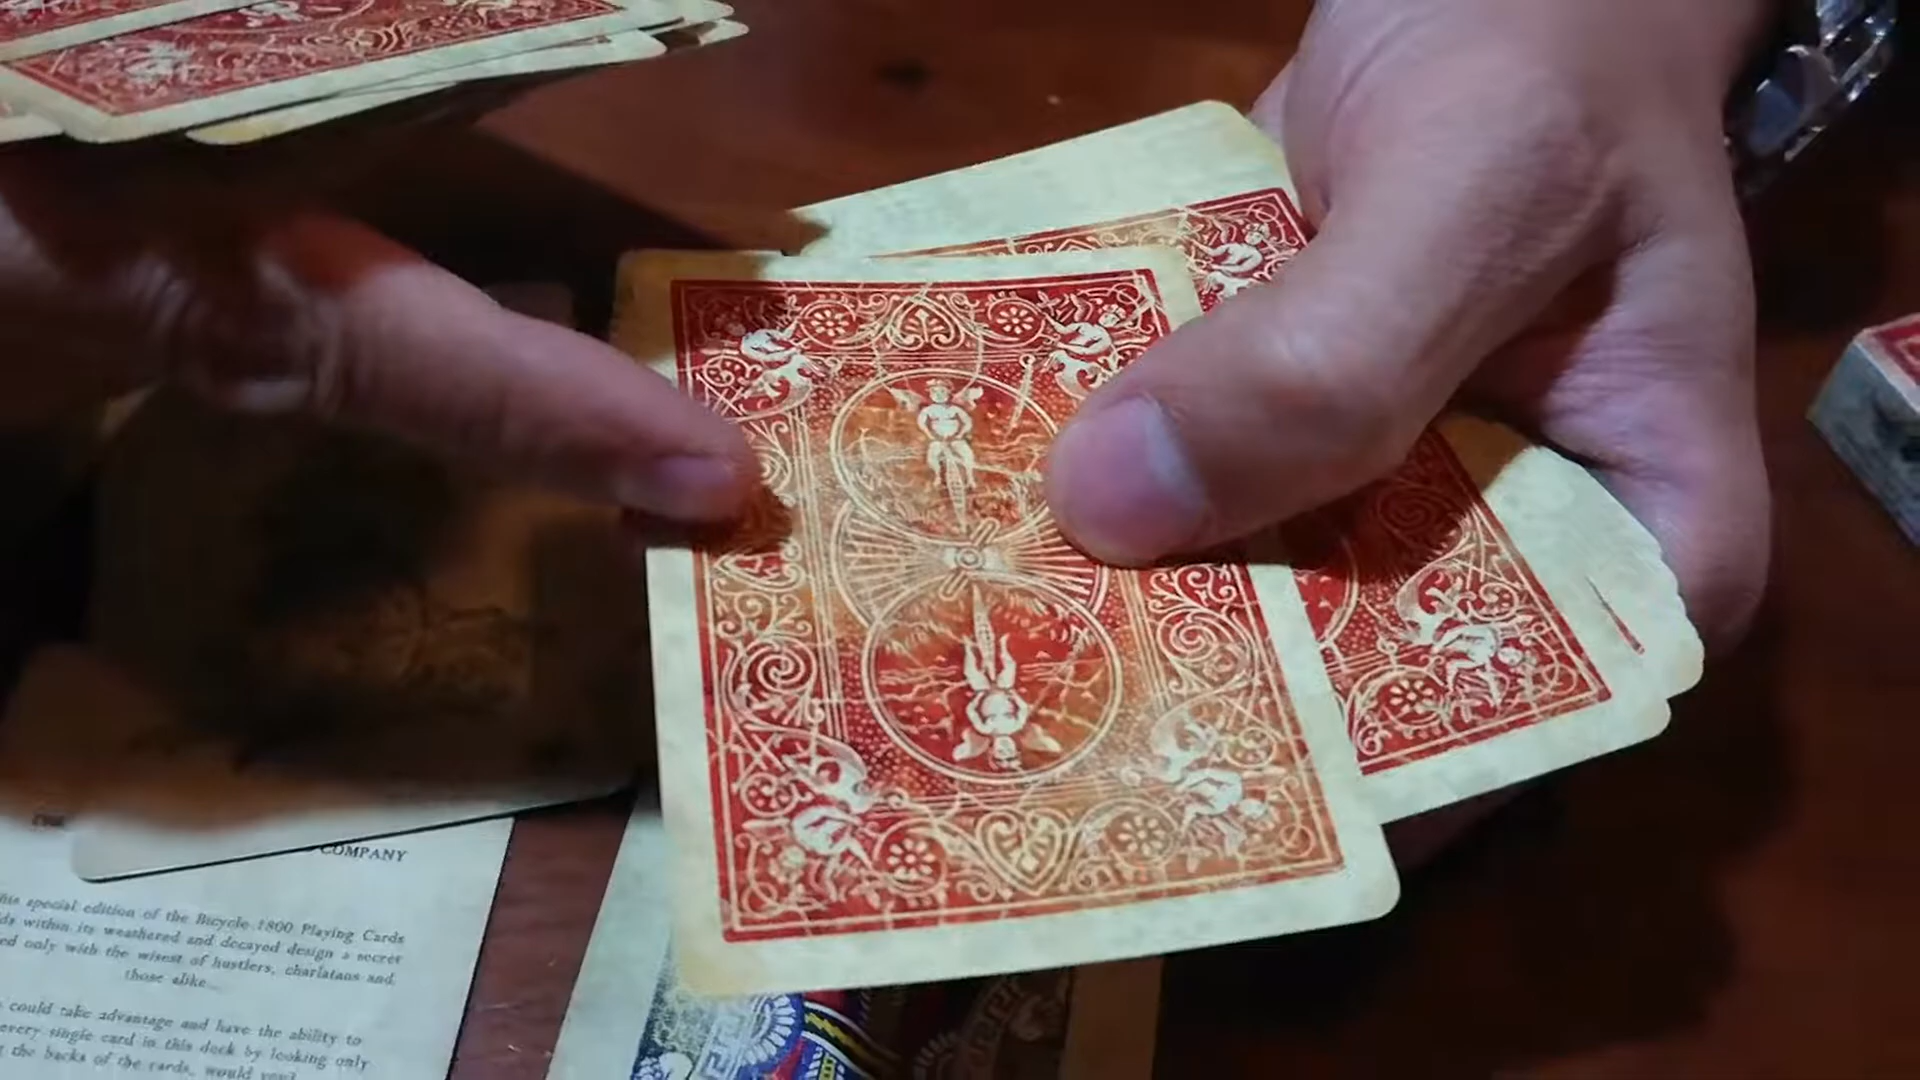 COMPANY
his special edition of the Bicycle 1800 Playing Cards
ds within its weathered and decayed design a secret
ed only with the wisest of hustlers, charlatans and
those alike...
could take advantage and have the ability to
every single card in this deck by looking only
g the backs of the cards, would you?